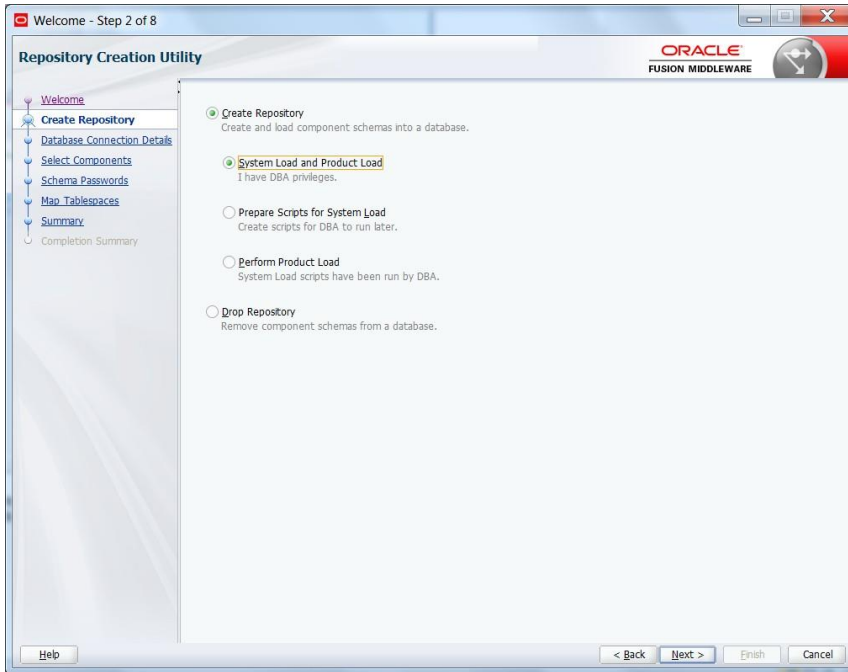 Welcome - Step 2 of 8
Repository Creation Utility
ORACLE
FUSION MIDDLEWARE
Welcome
Create Repository
Database Connection Details
Select Components
Schema Passwords
Map Tablespaces
Summary
Completion Summary
Create Repository
Create and load component schemas into a database.
System Load and Product Load
I have DBA privileges.
Prepare Scripts for System Load
Create scripts for DBA to run later.
Perform Product Load
System Load scripts have been run by DBA.
Drop Repository
Remove component schemas from a database.
Help
< Back
Next >
Finish
Cancel